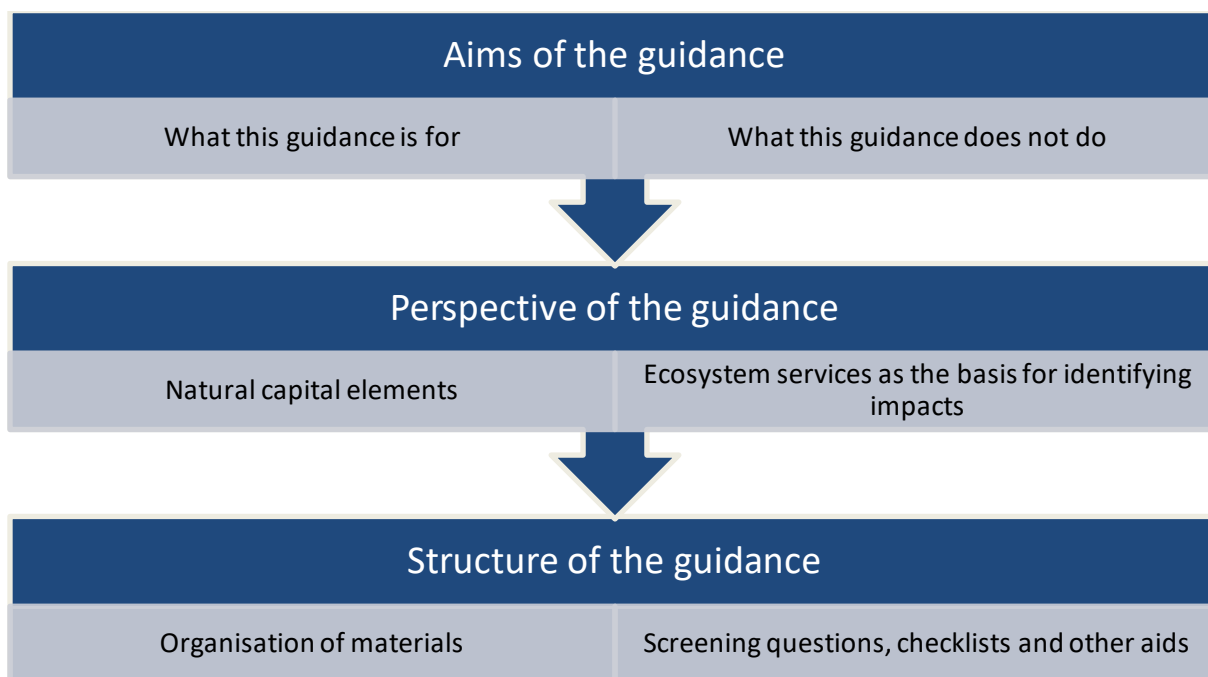 Aims of the guidance
What this guidance is for
What this guidance does not do
Perspective of the guidance
Natural capital elements
Ecosystem services as the basis for identifying
impacts
Structure of the guidance
Organisation of materials
Screening questions, checklists and other aids